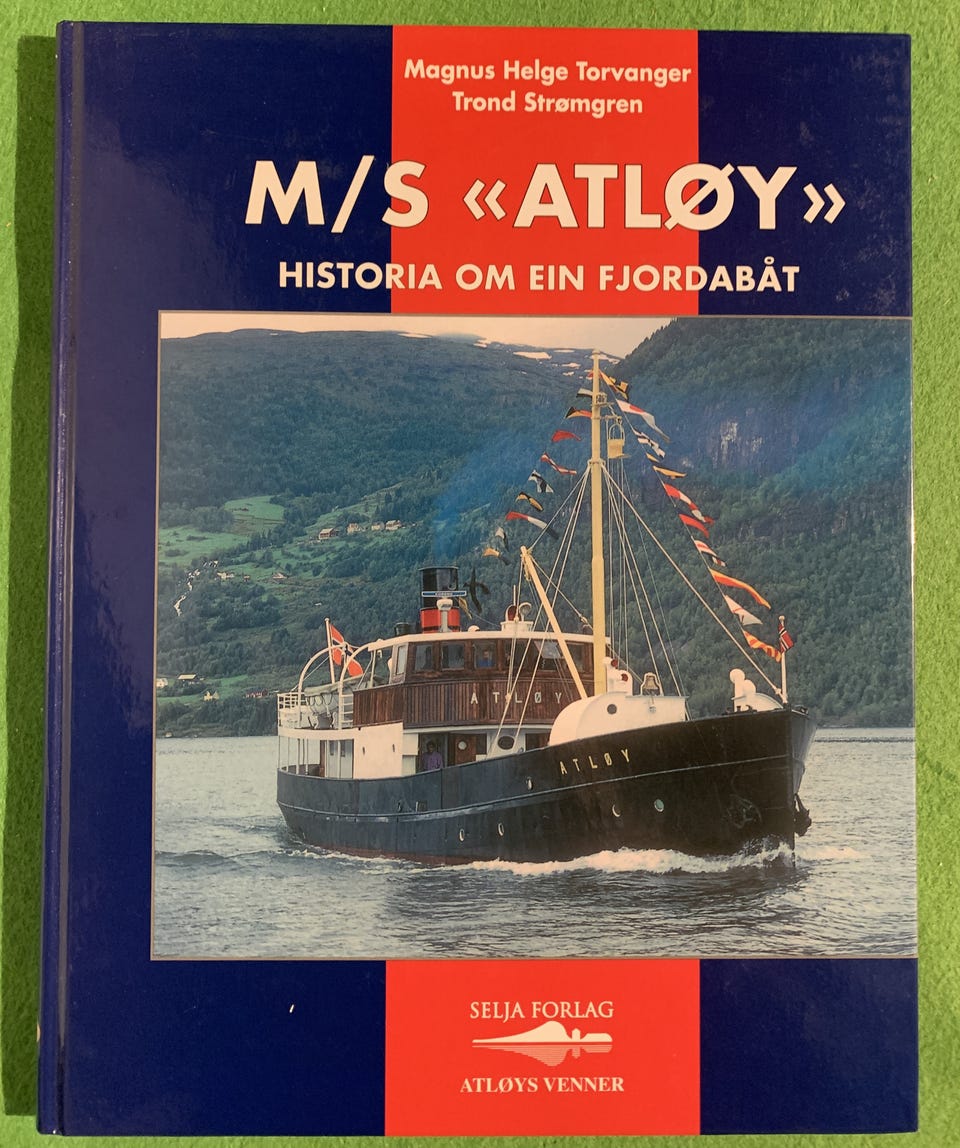 Magnus Helge Torvanger
Trond Strømgren
M/S «ATLØY»
HISTORIA OM EIN FJORDABÅT
ATLØY
ATLØY
SELJA FORLAG
ATLØYS VENNER